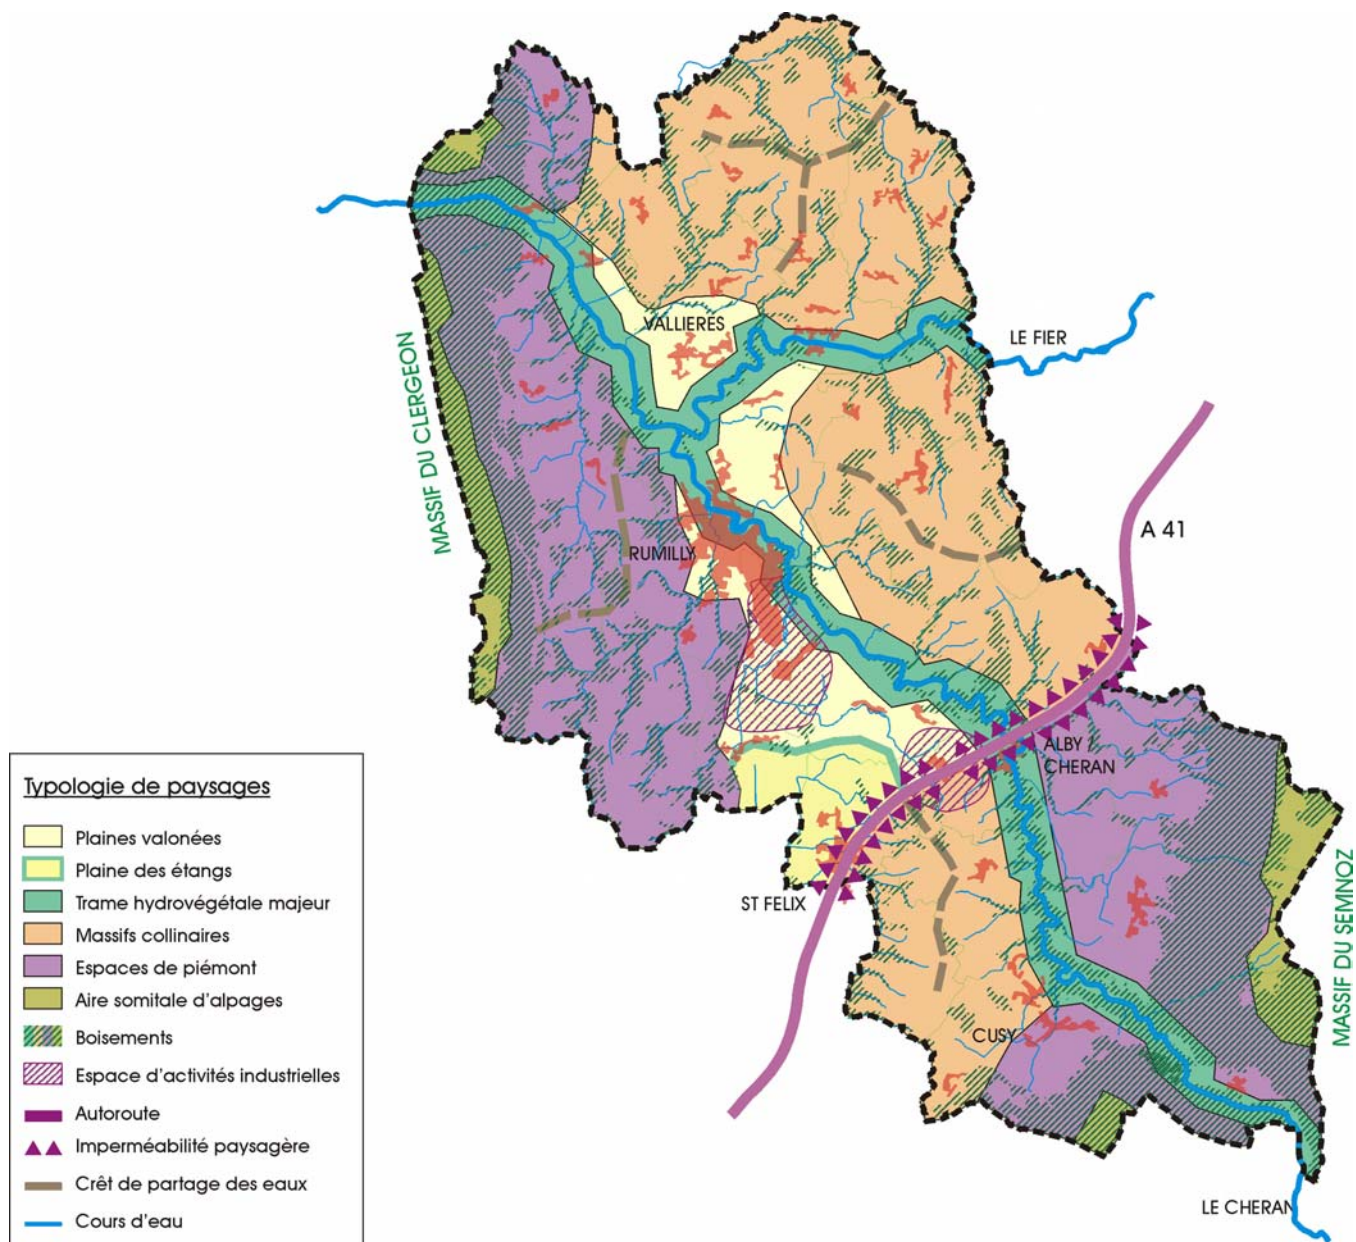 VALLIERES
LE FIER
MASSIF DU CLERGEON
A 41
RUMILLY
ALBY /
CHERAN
ST FELIX
MASSIF DU SEMNOZ
CUSY
LE CHERAN
Typologie de paysages
Plaines valonées
Plaine des étangs
Trame hydrovégétale majeur
Massifs collinaires
Espaces de piémont
Aire somitale d'alpages
Boisements
Espace d'activités industrielles
Autoroute
Imperméabilité paysagère
Crêt de partage des eaux
Cours d'eau